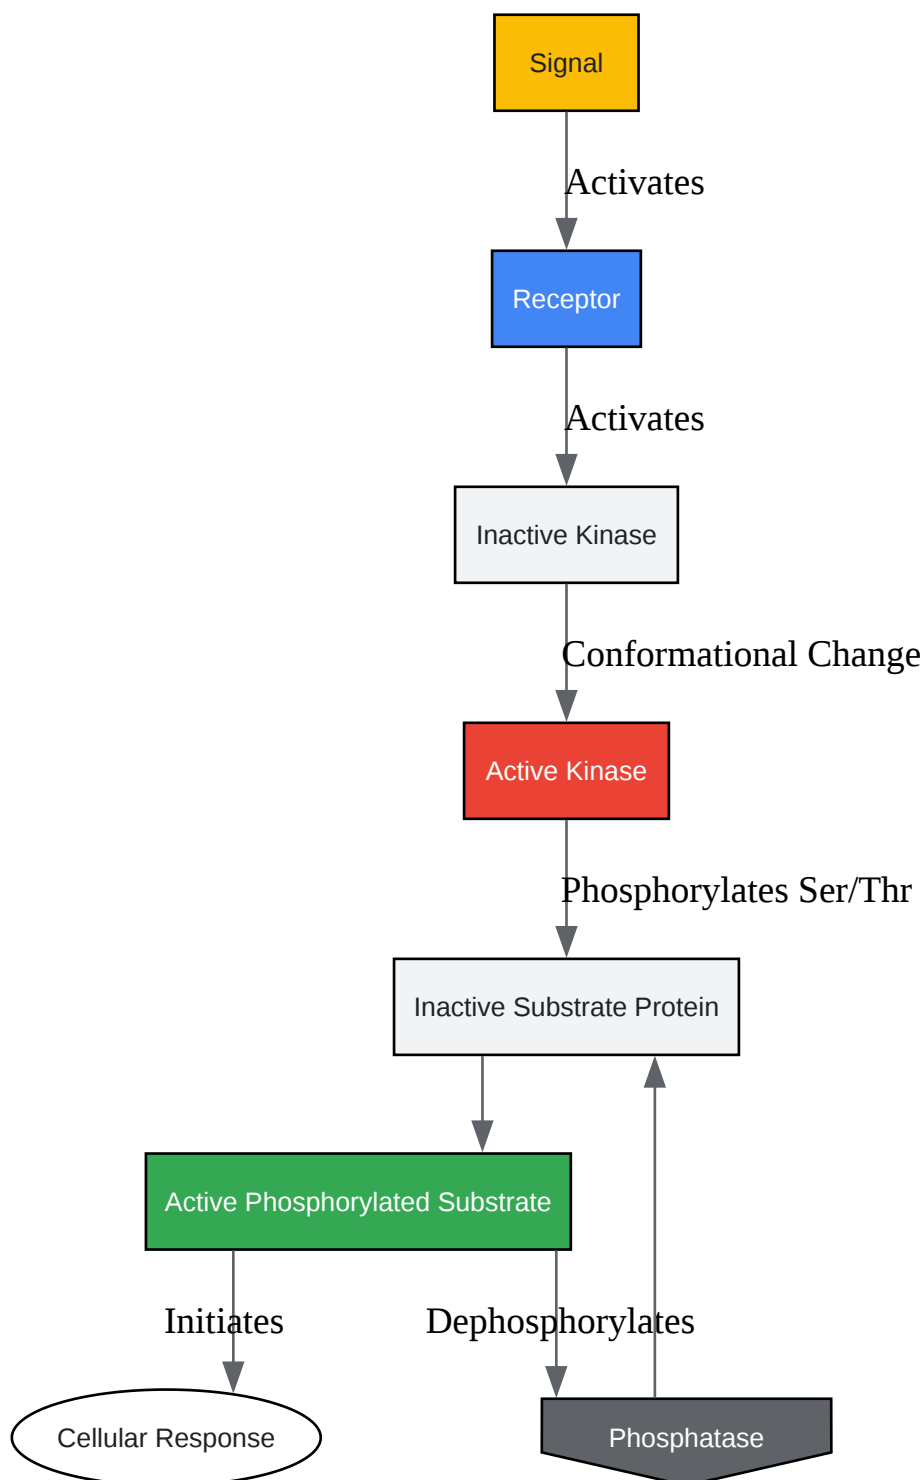 Signal
Activates
Receptor
Activates
Inactive Kinase
Conformational Change
Active Kinase
Phosphorylates Ser/Thr
Inactive Substrate Protein
Active Phosphorylated Substrate
Initiates
Dephosphorylates
Cellular Response
Phosphatase